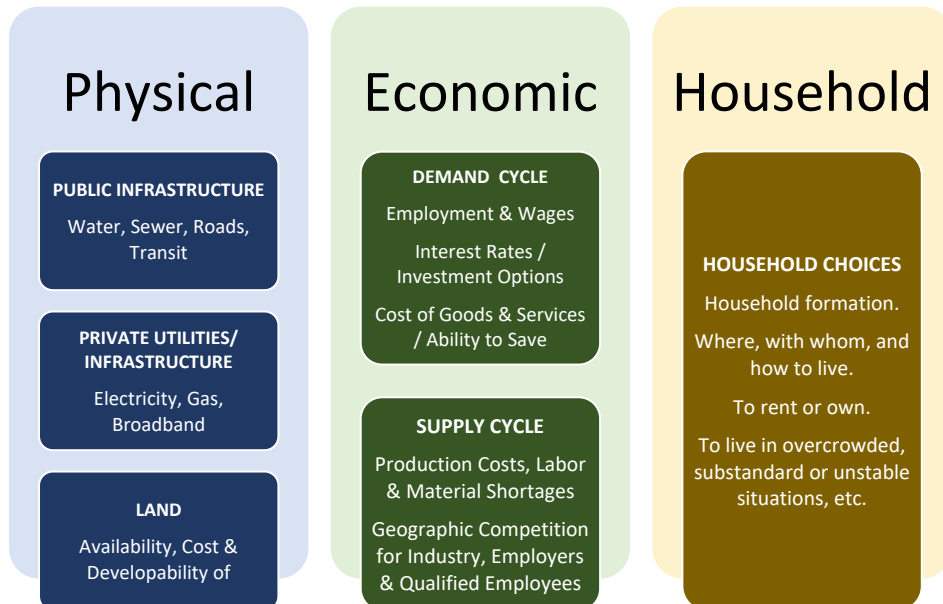 Physical
PUBLIC INFRASTRUCTURE
Water, Sewer, Roads,
Transit
PRIVATE UTILITIES/
INFRASTRUCTURE
Electricity, Gas,
Broadband
LAND
Availability, Cost &
Developability of
Economic
DEMAND CYCLE
Employment & Wages
Interest Rates /
Investment Options
Cost of Goods & Services
/ Ability to Save
SUPPLY CYCLE
Production Costs, Labor
& Material Shortages
Geographic Competition
for Industry, Employers
& Qualified Employees
Household
HOUSEHOLD CHOICES
Household formation.
Where, with whom, and
how to live.
To rent or own.
To live in overcrowded,
substandard or unstable
situations, etc.